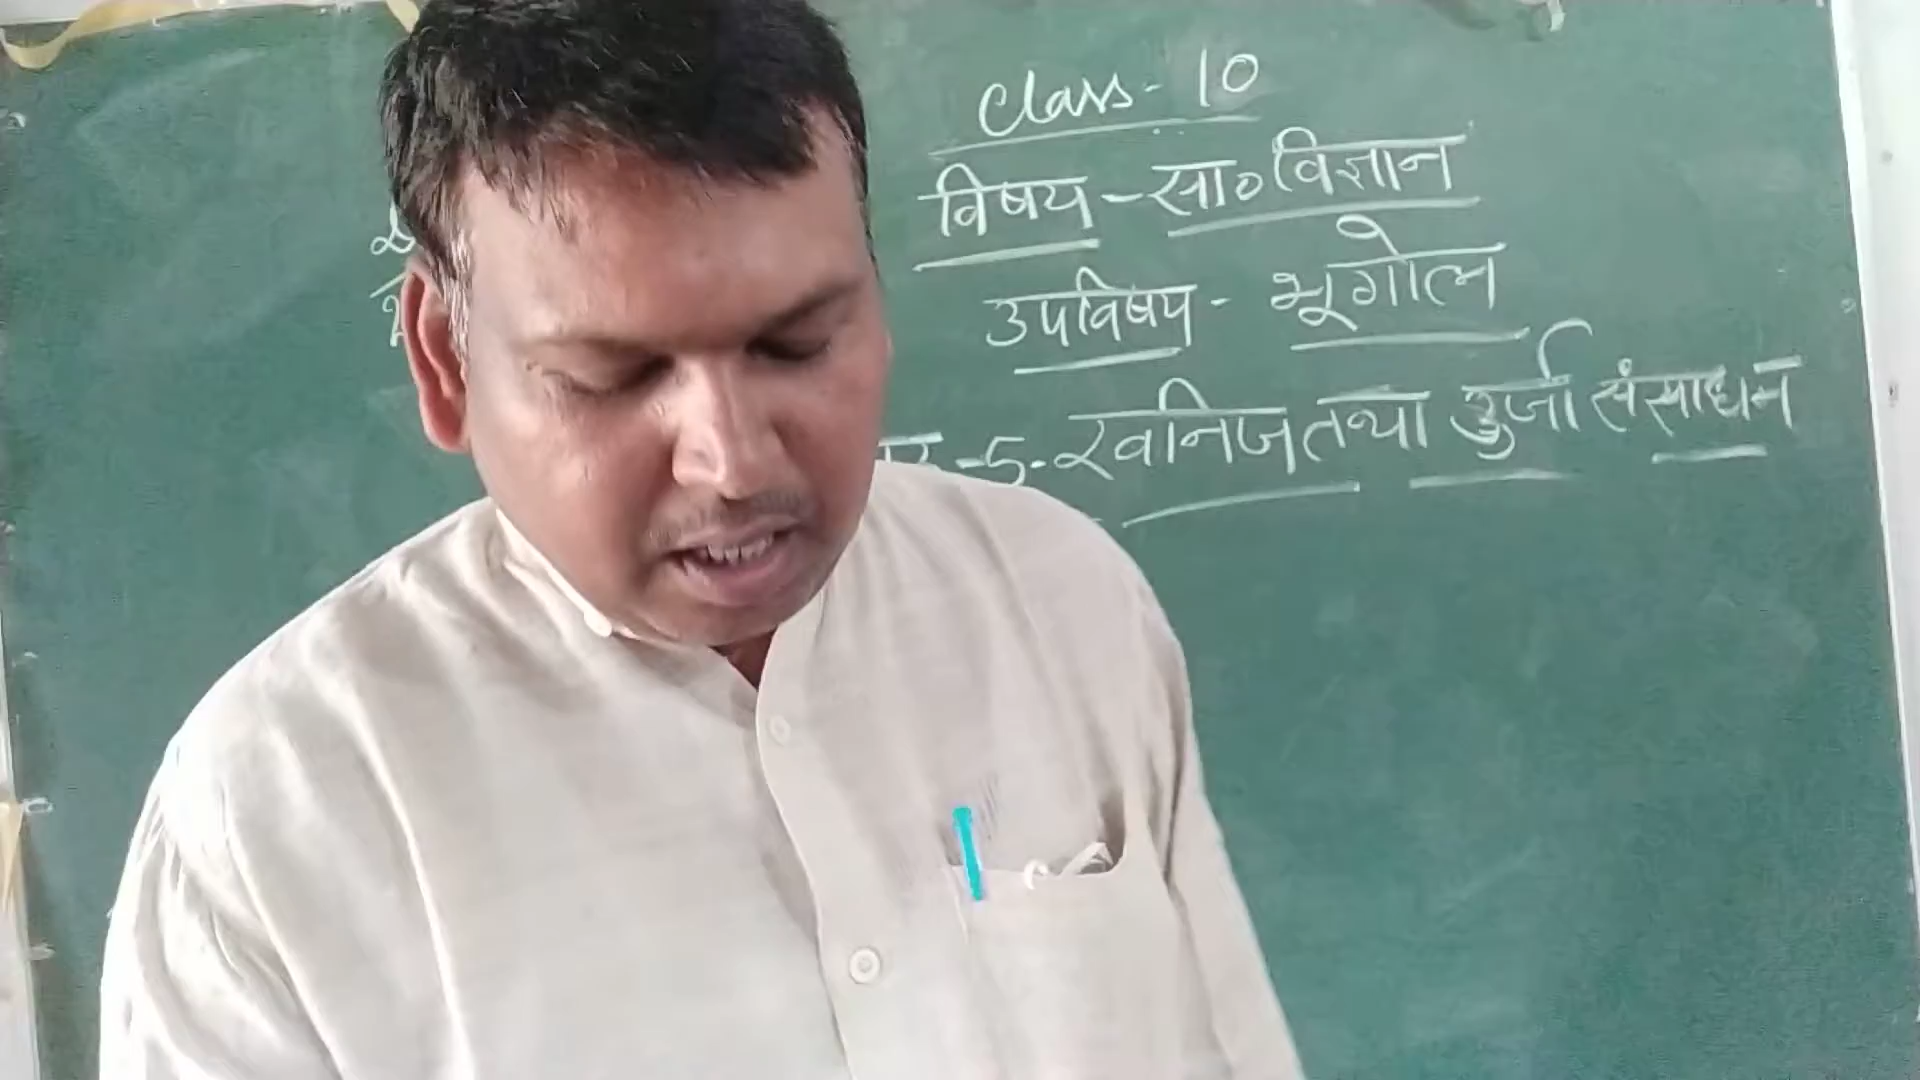 Class - 10
विषय - सा० विज्ञान
उपविषय - भूगोल
-5. खनिज तथा ऊर्जा संसाधन